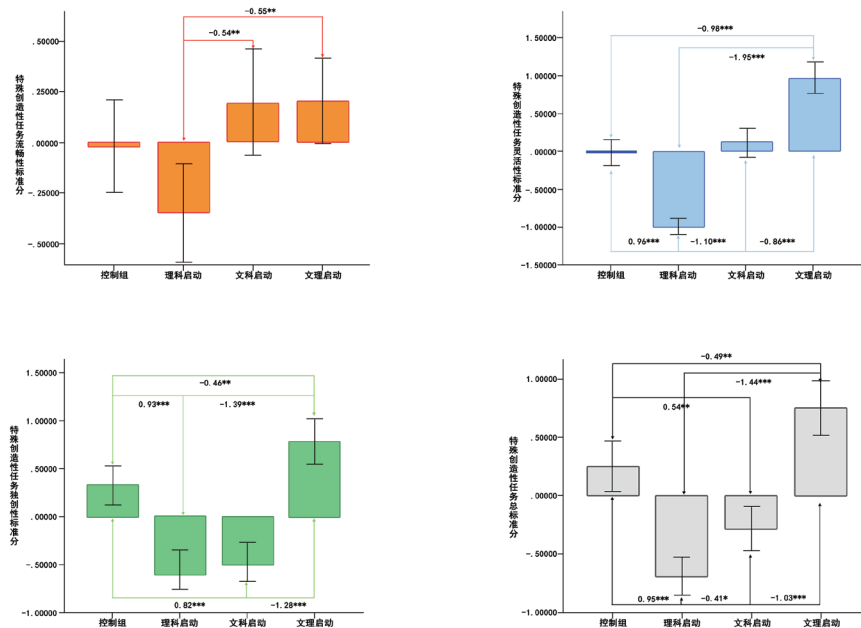 特殊创造性任务流畅性标准分
.50000
.25000
.00000
-.25000
-.50000
-0.55**
-0.54**
控制组
理科启动
文科启动
文理启动
特殊创造性任务灵活性标准分
1.50000
1.00000
.50000
.00000
-.50000
-1.00000
-1.50000
-0.98***
-1.95***
0.96***
-1.10***
-0.86***
控制组
理科启动
文科启动
文理启动
特殊创造性任务独创性标准分
1.50000
1.00000
.50000
.00000
-.50000
-1.00000
-0.46**
0.93***
-1.39***
0.82***
-1.28***
控制组
理科启动
文科启动
文理启动
特殊创造性任务总标准分
1.00000
.50000
.00000
-.50000
-1.00000
-0.49**
-1.44***
0.54**
0.95***
-0.41*
-1.03***
控制组
理科启动
文科启动
文理启动